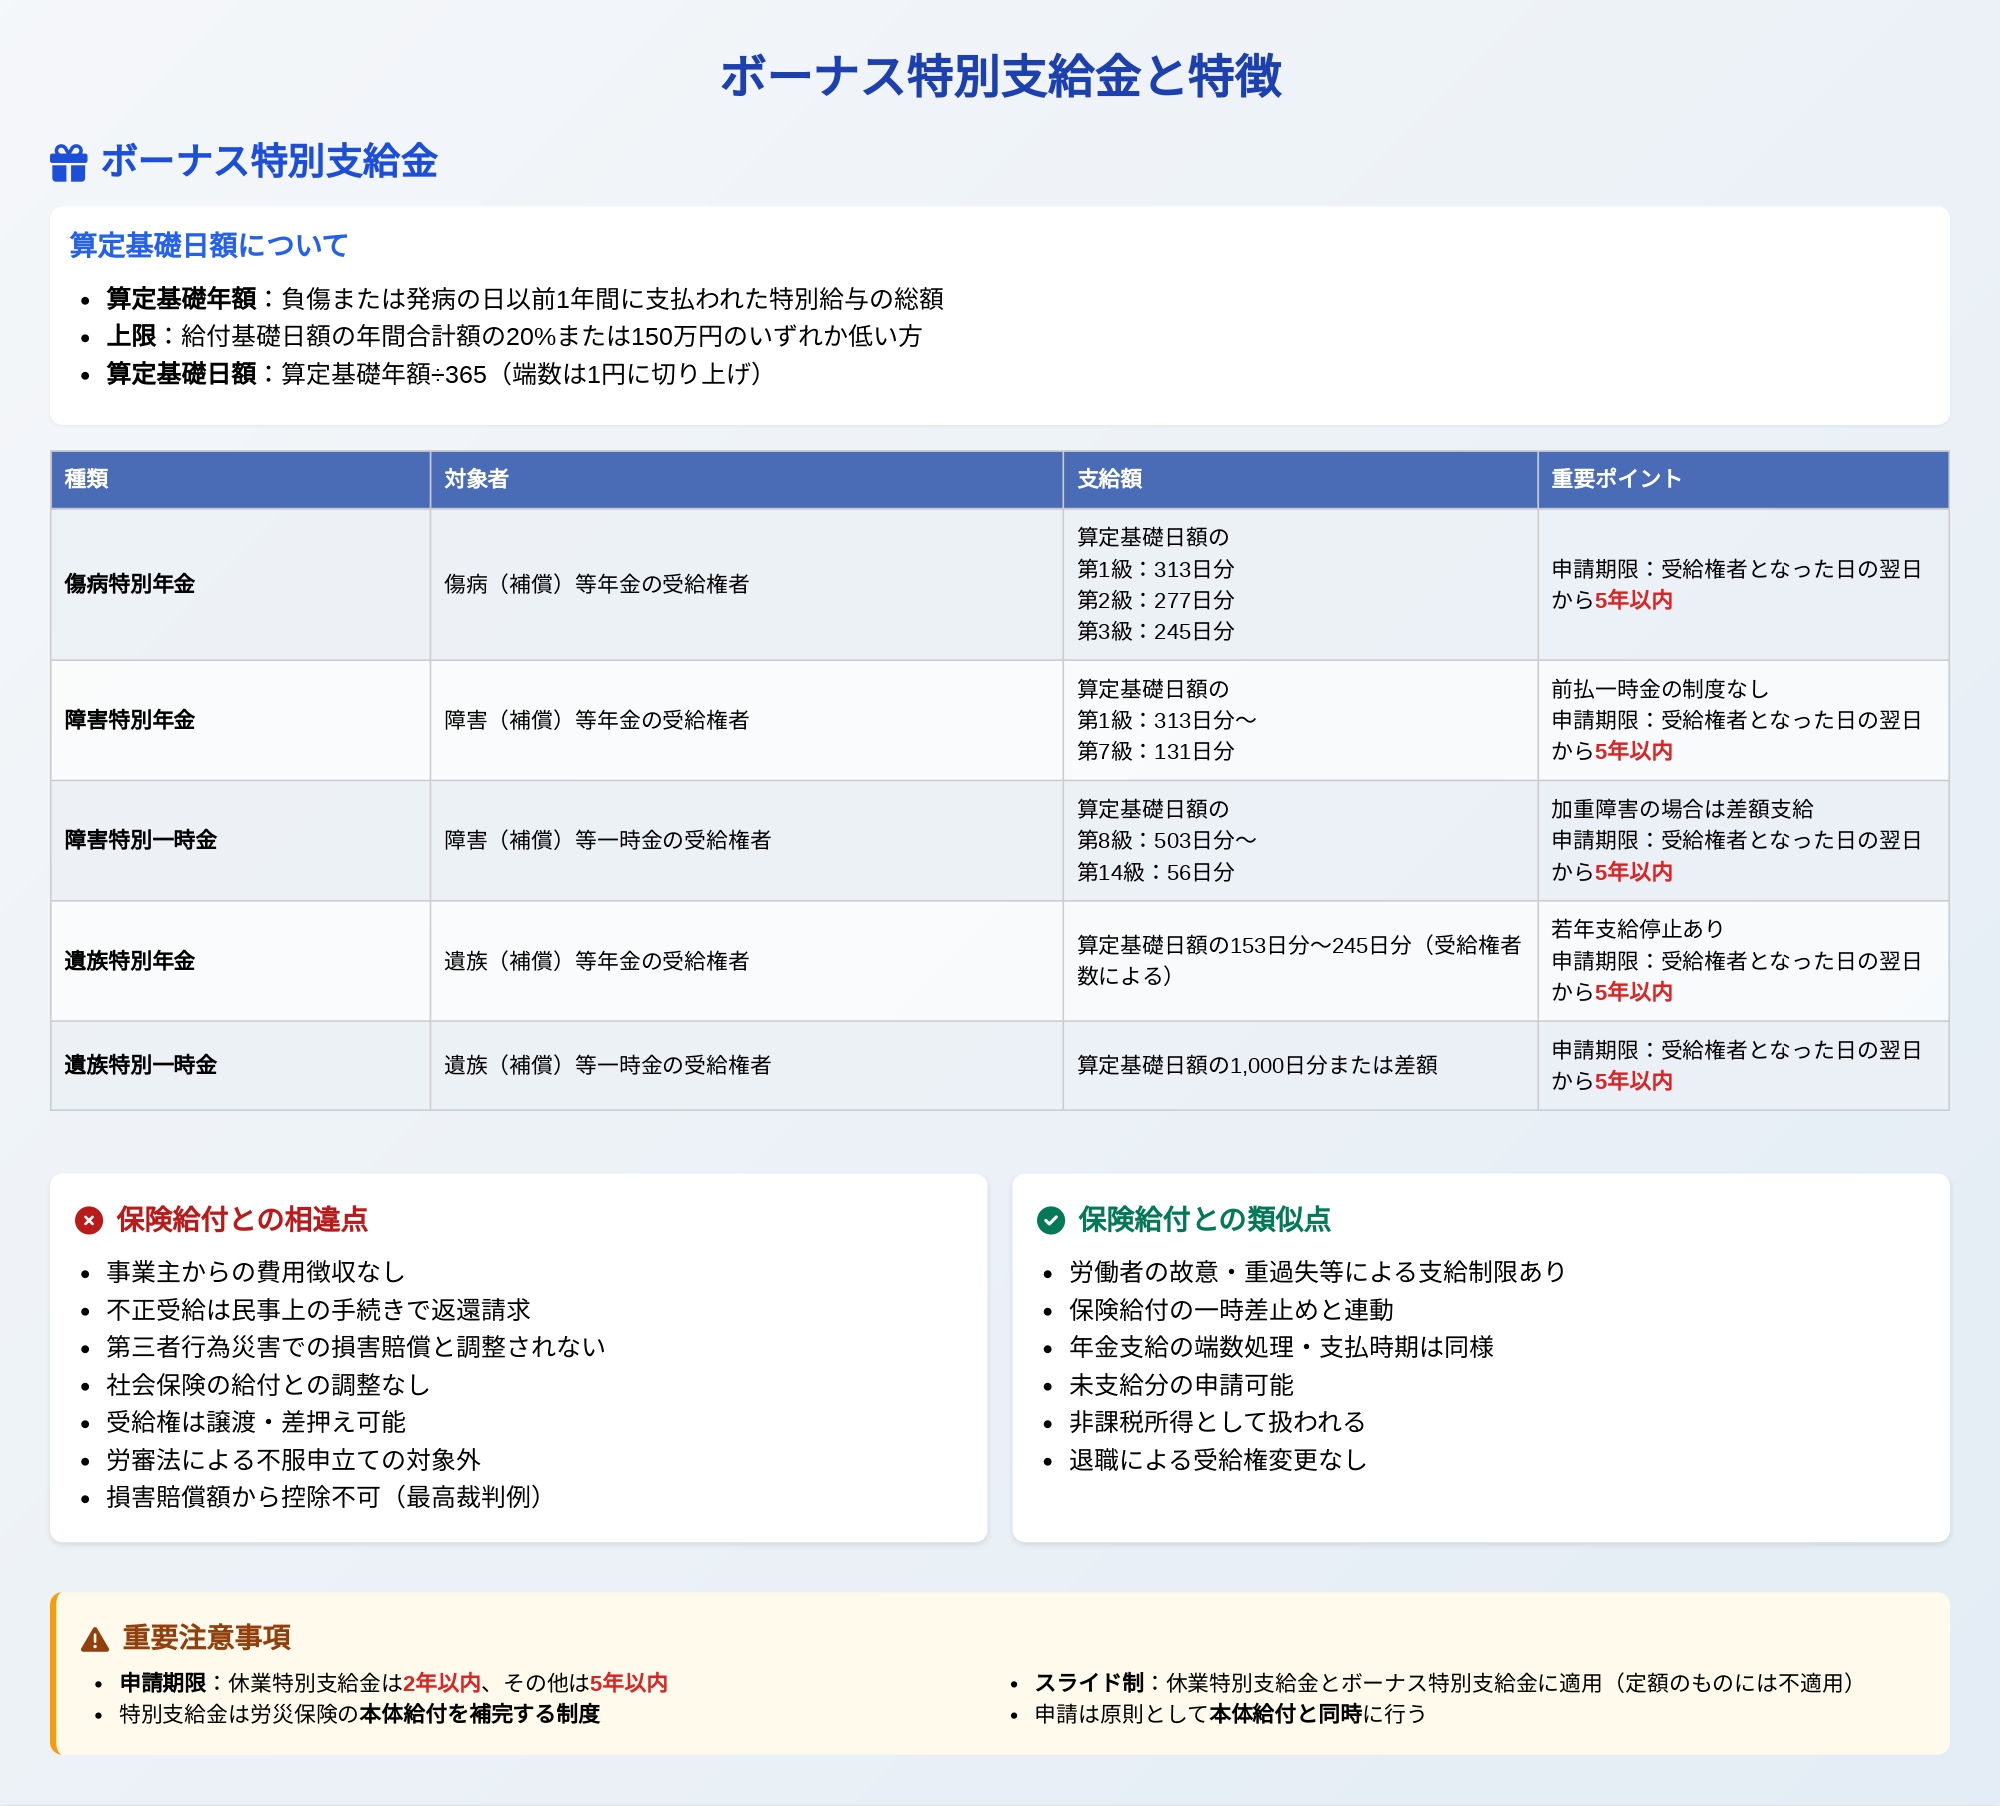 ボーナス特別支給金と特徴
ボーナス特別支給金
算定基礎日額について
• 算定基礎年額：負傷または発病の日以前1年間に支払われた特別給与の総額
• 上限：給付基礎日額の年間合計額の20%または150万円のいずれか低い方
• 算定基礎日額：算定基礎年額÷365（端数は1円に切り上げ）
種類 対象者 支給額 重要ポイント
傷病特別年金
傷病（補償）等年金の受給権者
算定基礎日額の
第1級：313日分
第2級：277日分
第3級：245日分
申請期限：受給権者となった日の翌日
から5年以内
障害特別年金
障害（補償）等年金の受給権者
算定基礎日額の
第1級：313日分〜
第7級：131日分
前払一時金の制度なし
申請期限：受給権者となった日の翌日
から5年以内
障害特別一時金
障害（補償）等一時金の受給権者
算定基礎日額の
第8級：503日分〜
第14級：56日分
加重障害の場合は差額支給
申請期限：受給権者となった日の翌日
から5年以内
遺族特別年金
遺族（補償）等年金の受給権者
算定基礎日額の153日分〜245日分（受給権者
数による）
若年支給停止あり
申請期限：受給権者となった日の翌日
から5年以内
遺族特別一時金
遺族（補償）等一時金の受給権者
算定基礎日額の1,000日分または差額
申請期限：受給権者となった日の翌日
から5年以内
保険給付との相違点
• 事業主からの費用徴収なし
• 不正受給は民事上の手続きで返還請求
• 第三者行為災害での損害賠償と調整されない
• 社会保険の給付との調整なし
• 受給権は譲渡・差押え可能
• 労審法による不服申立ての対象外
• 損害賠償額から控除不可（最高裁判例）
保険給付との類似点
• 労働者の故意・重過失等による支給制限あり
• 保険給付の一時差止めと連動
• 年金支給の端数処理・支払時期は同様
• 未支給分の申請可能
• 非課税所得として扱われる
• 退職による受給権変更なし
重要注意事項
• 申請期限：休業特別支給金は2年以内、その他は5年以内
• 特別支給金は労災保険の本体給付を補完する制度
• スライド制：休業特別支給金とボーナス特別支給金に適用（定額のものには不適用）
• 申請は原則として本体給付と同時に行う